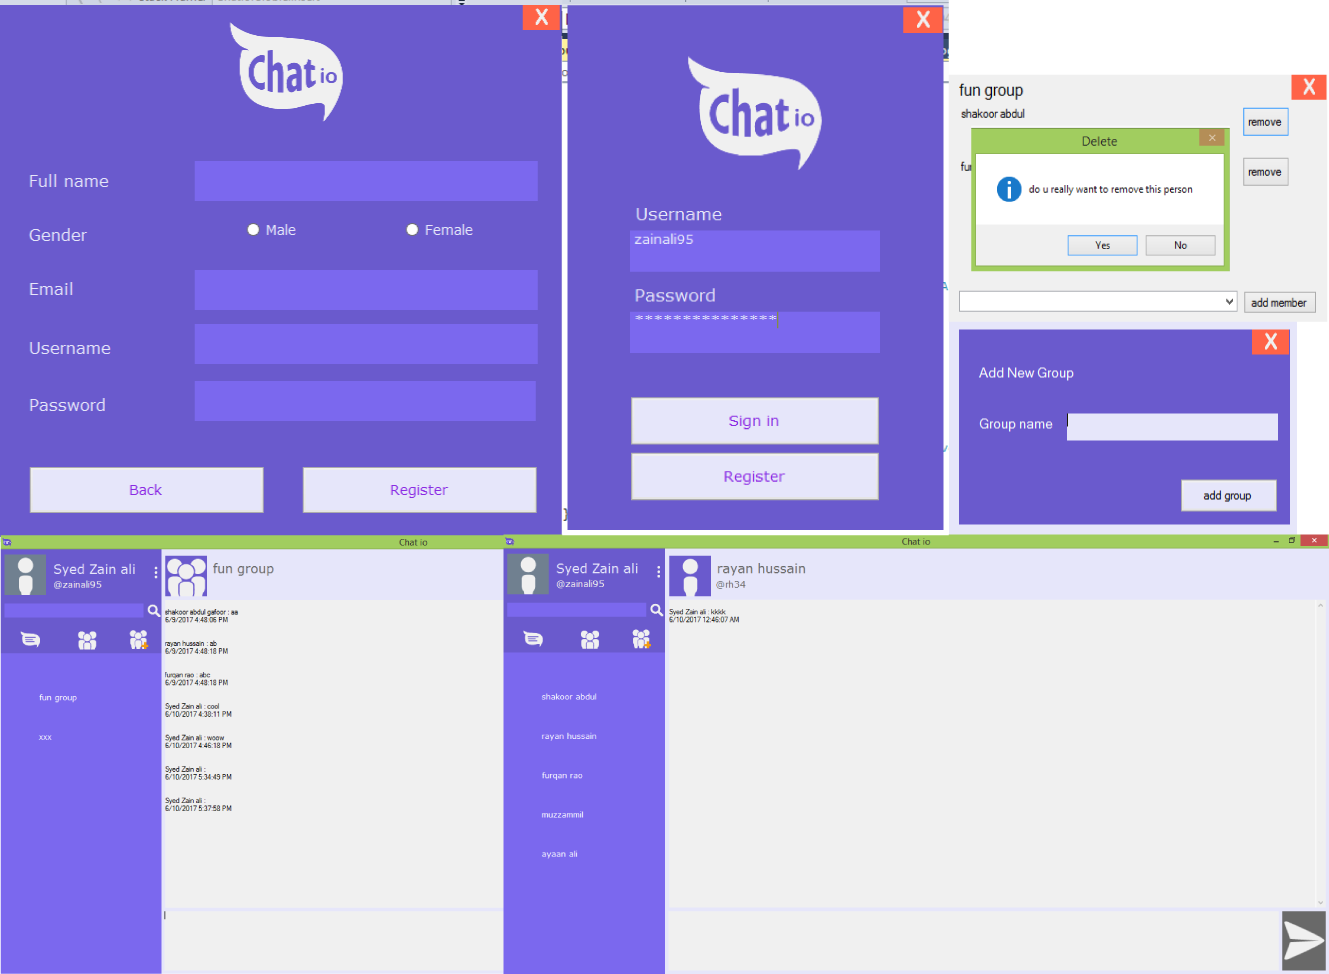 X
Chat io
Full name
Gender
Male
Female
Email
Username
Password
Back
Register
X
Chat io
Username
zainali95
Password
***************
Sign in
Register
X
fun group
shakoor abdul
remove
Delete
do u really want to remove this person
remove
Yes
No
add member
X
Add New Group
Group name
add group
Chat io
Syed Zain ali
@zainali95
fun group
shakoor abdul gafoor : aa
6/9/2017 4:48:06 PM
rayan hussain : ab
6/9/2017 4:48:18 PM
furqan rao : abc
6/9/2017 4:48:18 PM
Syed Zain ali : cool
6/10/2017 4:38:11 PM
Syed Zain ali : woow
6/10/2017 4:46:18 PM
Syed Zain ali :
6/10/2017 5:34:49 PM
Syed Zain ali :
6/10/2017 5:37:58 PM
fun group
xxx
Chat io
Syed Zain ali
@zainali95
rayan hussain
@rh34
Syed Zain ali : kkkk
6/10/2017 12:46:07 AM
shakoor abdul
rayan hussain
furqan rao
muzzammil
ayaan ali